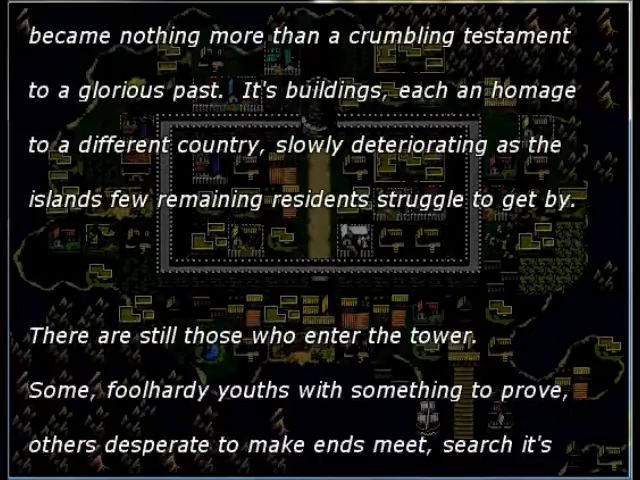 became nothing more than a crumbling testament
to a glorious past. It's buildings, each an homage
to a different country, slowly deteriorating as the
islands few remaining residents struggle to get by.
There are still those who enter the tower.
Some, foolhardy youths with something to prove,
others desperate to make ends meet, search it's